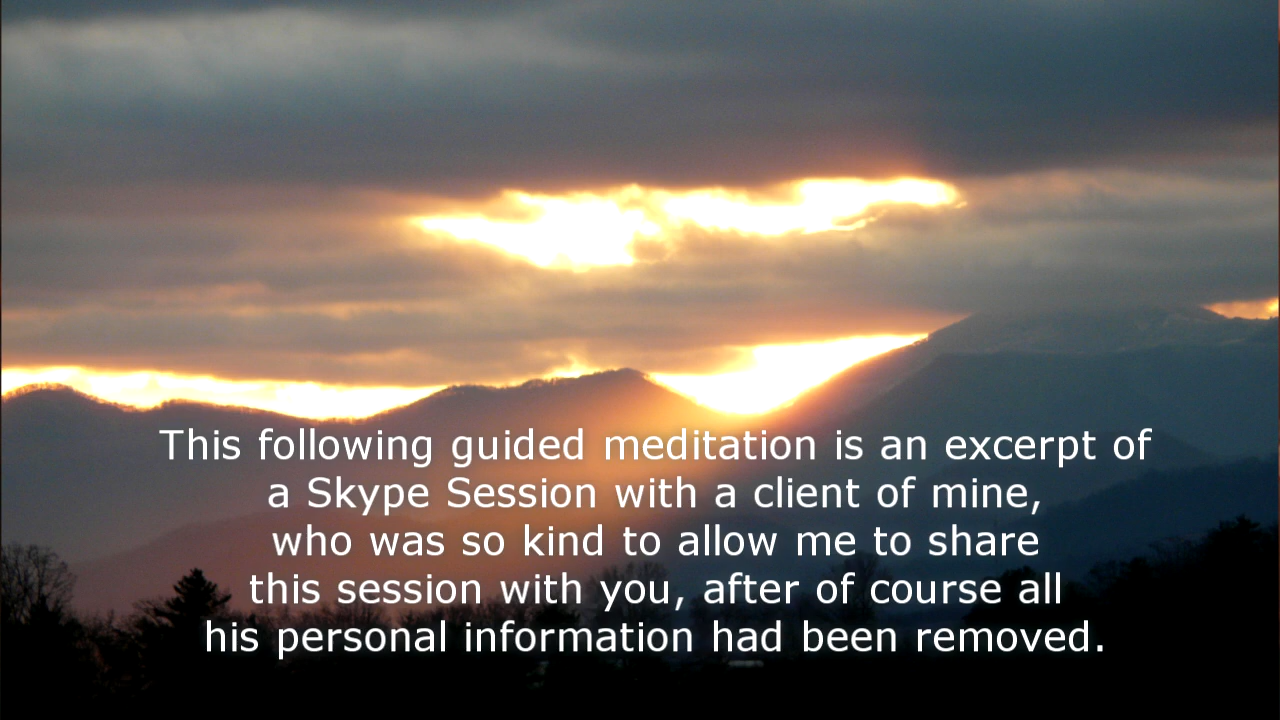 This following guided meditation is an excerpt of
a Skype Session with a client of mine,
who was so kind to allow me to share
this session with you, after of course all
his personal information had been removed.